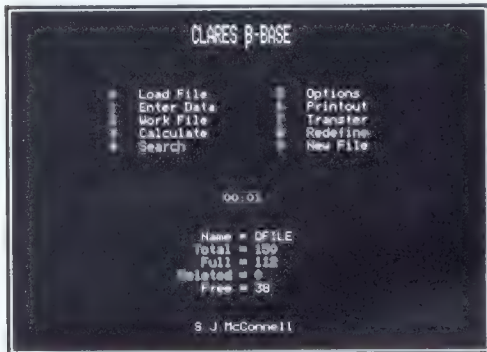 CLARES β-BASE
Load File
Enter Data
Work File
Calculate
Search
Options
Printout
Transfer
Redefine
New File
00:01
Name = DFILE
Total = 150
Full = 112
Deleted = 0
Free = 38
S J McConnell